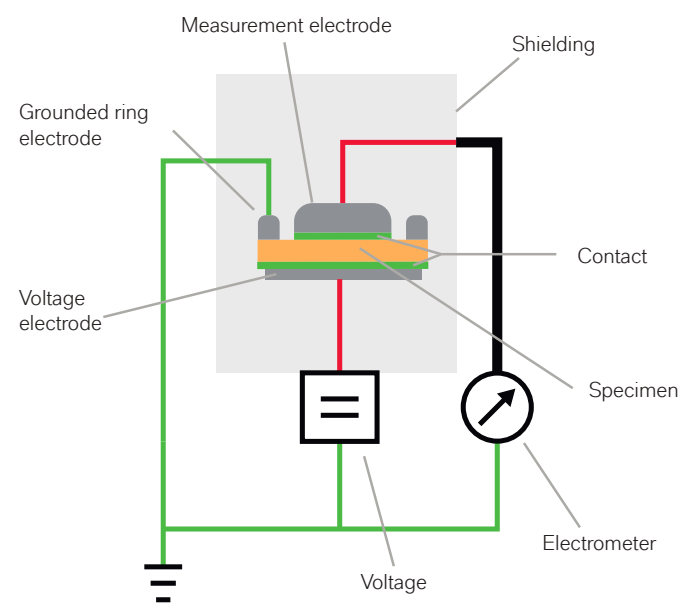 Measurement electrode
Shielding
Grounded ring
electrode
Contact
Voltage
electrode
Specimen
Electrometer
Voltage